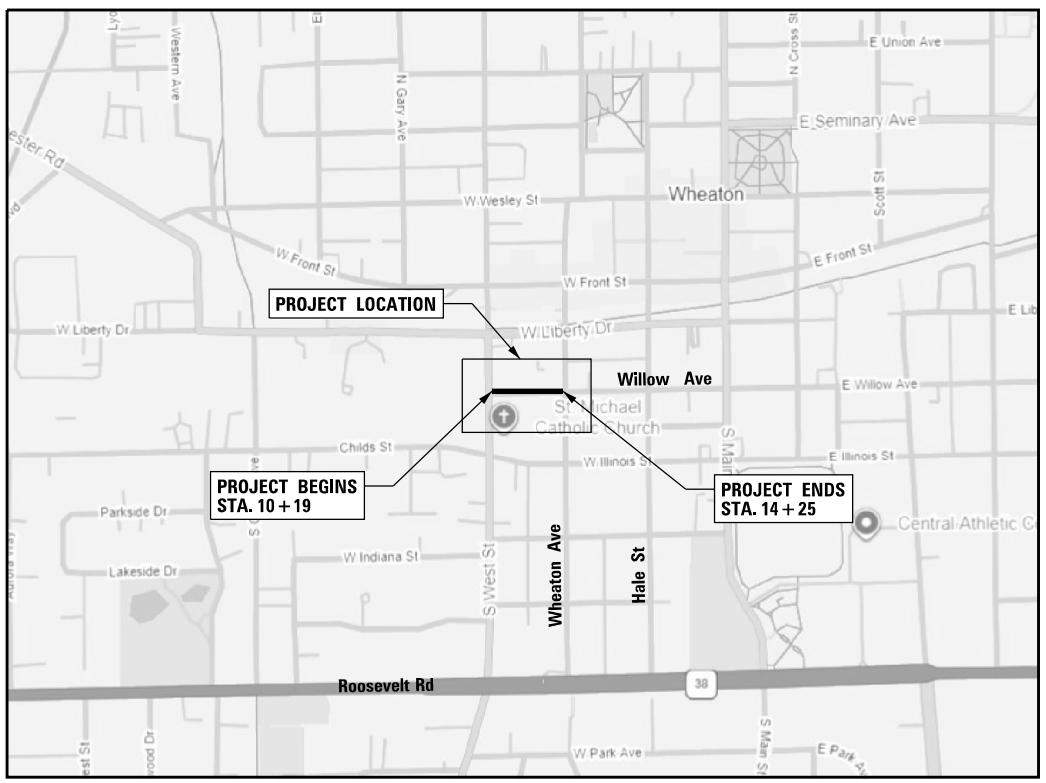 N Cross St
E Union Ave
Western Ave
N Gary Ave
E Seminary Ave
Wheaton
W Wesley St
Scott St
W Front St
W Front St
E Front St
PROJECT LOCATION
W Liberty Dr
W Liberty Dr
Willow Ave
E Willow Ave
St. Michael
Catholic Church
Childs St
W Illinois St
E Illinois St
S Main
PROJECT BEGINS
STA. 10+19
PROJECT ENDS
STA. 14+25
Parkside Dr
Central Athletic C
Lakeside Dr
W Indiana St
S West St
Wheaton Ave
Hale St
Roosevelt Rd
38
S Main St
W Park Ave
E Park Av